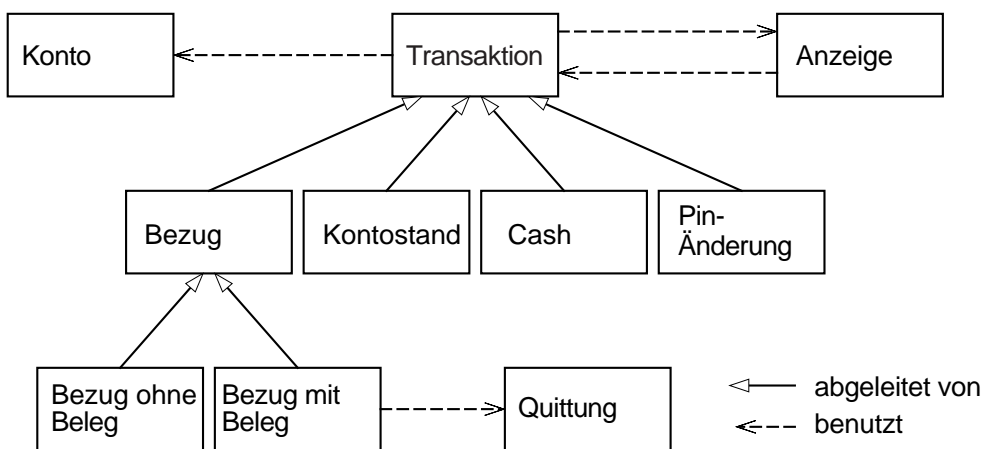 Konto
Transaktion
Anzeige
Bezug
Kontostand
Cash
Pin-
Änderung
Bezug ohne
Beleg
Bezug mit
Beleg
Quittung
abgeleitet von
benutzt